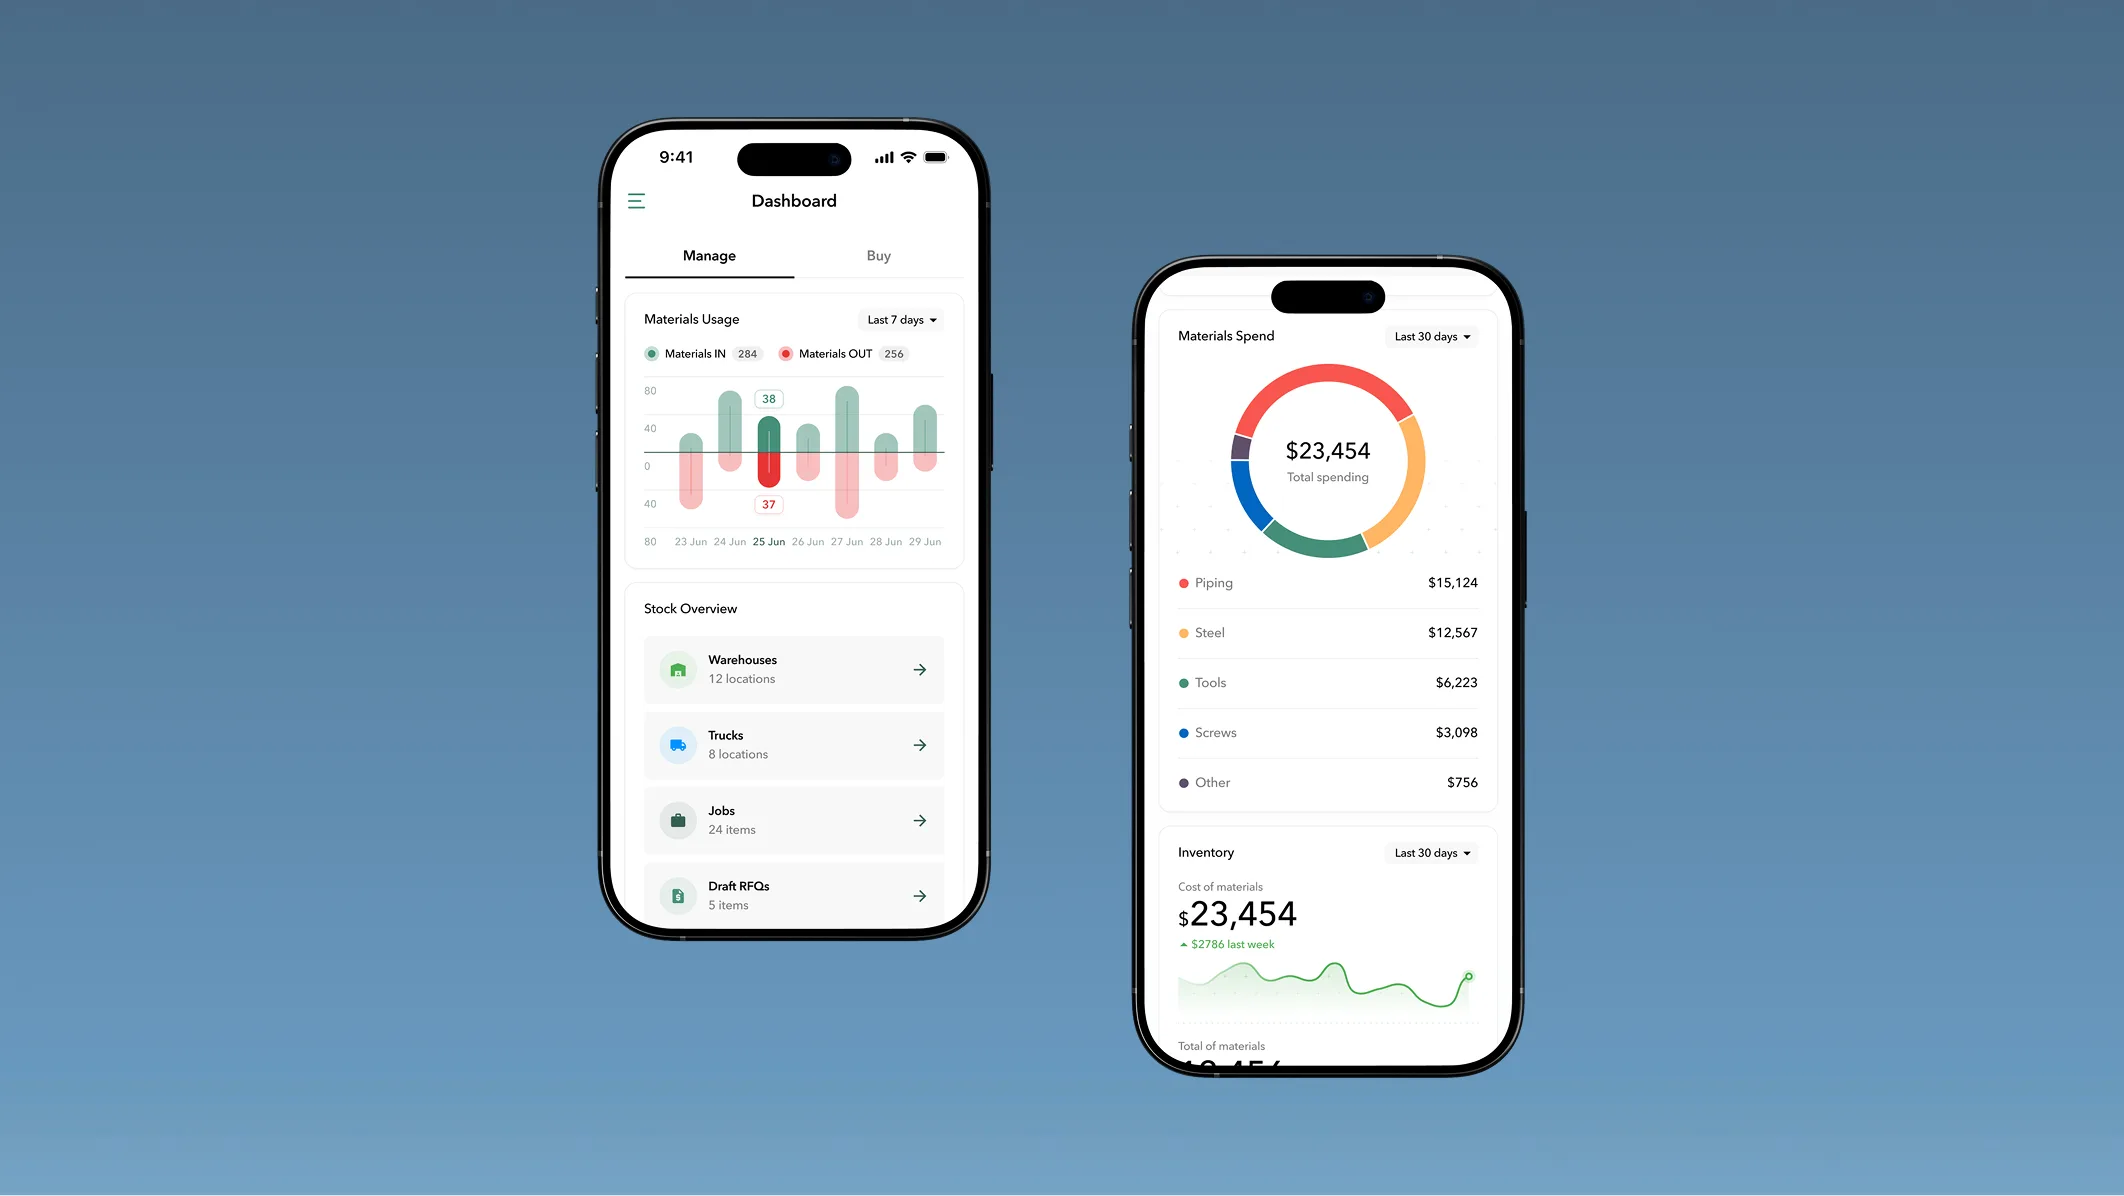 9:41
Dashboard
Manage Buy
Materials Usage Last 7 days
Materials IN 284 Materials OUT 256
80
38
40
0
40
37
80 23 Jun 24 Jun 25 Jun 26 Jun 27 Jun 28 Jun 29 Jun
Stock Overview
Warehouses
12 locations
Trucks
8 locations
Jobs
24 items
Draft RFQs
5 items
Materials Spend Last 30 days
$23,454
Total spending
Piping $15,124
Steel $12,567
Tools $6,223
Screws $3,098
Other $756
Inventory Last 30 days
Cost of materials
$23,454
$2786 last week
Total of materials